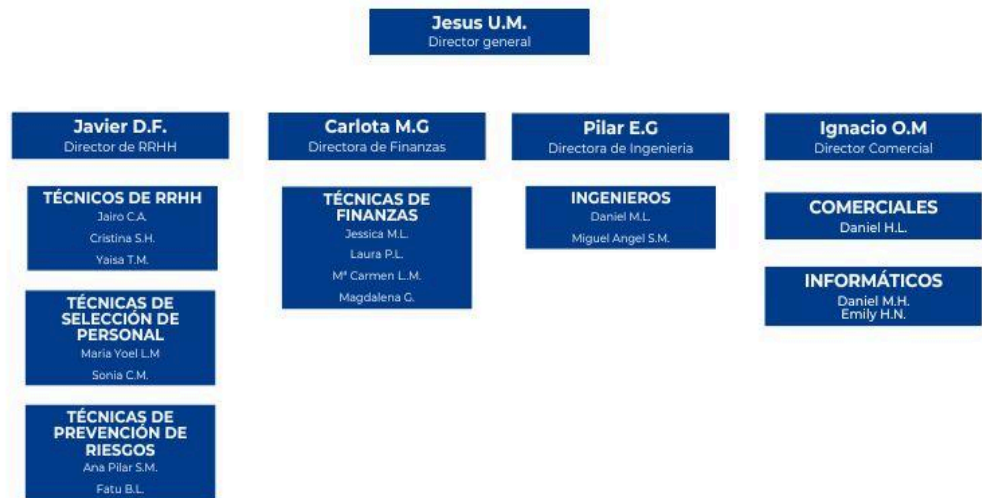 Jesus U.M.
Director general
Javier D.F.
Director de RRHH
TÉCNICOS DE RRHH
Jairo C.A.
Cristina S.H.
Yaisa T.M.
TÉCNICAS DE
SELECCIÓN DE
PERSONAL
Maria Yoel L.M
Sonia C.M.
TÉCNICAS DE
PREVENCIÓN DE
RIESGOS
Ana Pilar S.M.
Fatu B.L.
Carlota M.G
Directora de Finanzas
TÉCNICAS DE
FINANZAS
Jessica M.L.
Laura P.L.
Mª Carmen L.M.
Magdalena G.
Pilar E.G
Directora de Ingenieria
INGENIEROS
Daniel M.L.
Miguel Angel S.M.
Ignacio O.M
Director Comercial
COMERCIALES
Daniel H.L.
INFORMÁTICOS
Daniel M.H.
Emily H.N.